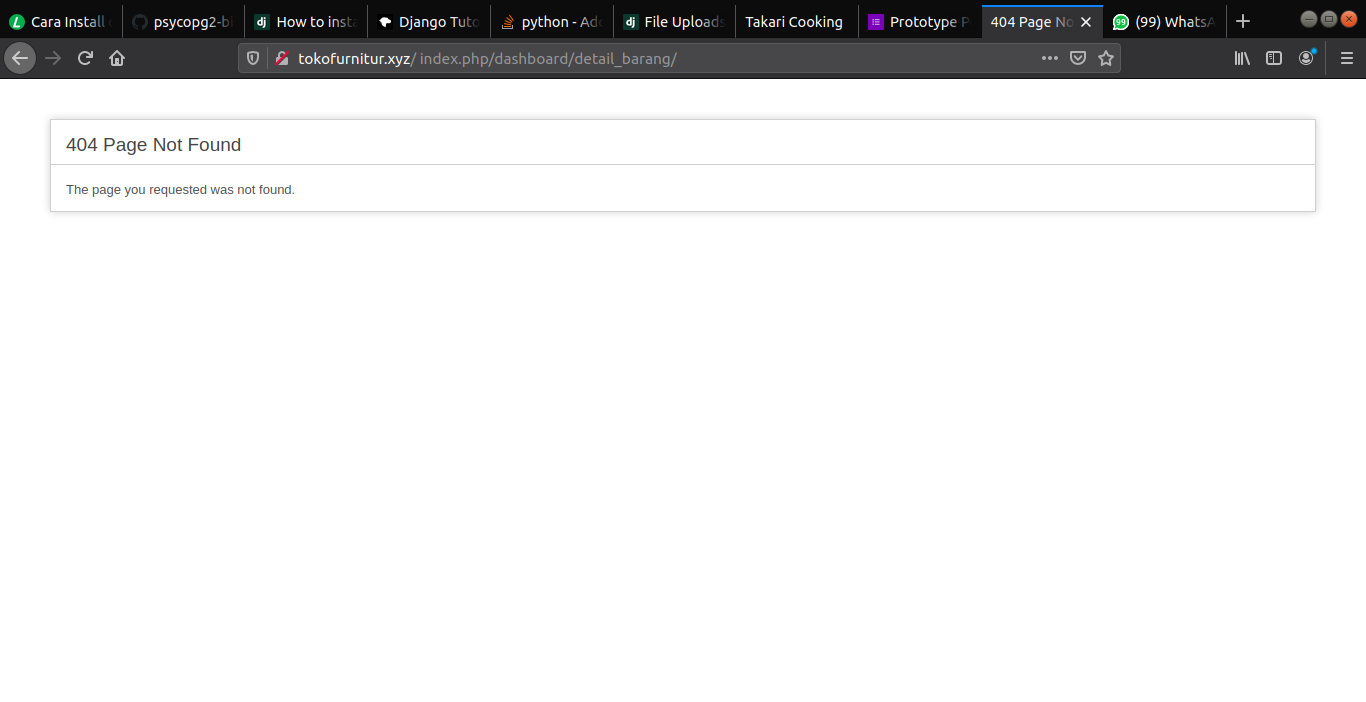 Cara Install
psycopg2-bi
How to insta
Django Tuto
python - Ad
File Uploads
Takari Cooking
Prototype P
404 Page No
99
(99) WhatsA
tokofurnitur.xyz/ index.php/dashboard/detail_barang/
404 Page Not Found
The page you requested was not found.